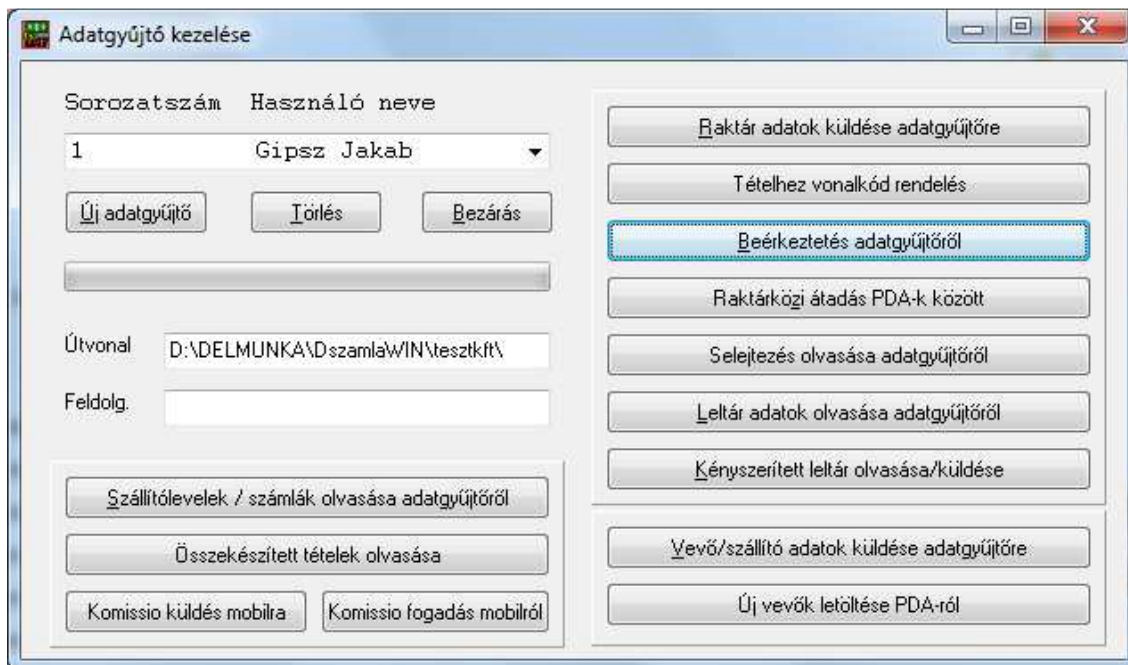 Adatgyűjtő kezelése
Sorozatszám Használó neve
1 Gipsz Jakab
Új adatgyűjtő Törlés Bezárás
Útvonal D:\DELMUNKA\DszamlaWIN\tesztkft\
Feldolg.
Szállítólevelek / számlák olvasása adatgyűjtőről
Összekészített tételek olvasása
Komissio küldés mobilra Komissio fogadás mobilról
Raktár adatok küldése adatgyűjtőre
Tételhez vonalkód rendelés
Beérkeztetés adatgyűjtőről
Raktárközi átadás PDA-k között
Selejtezés olvasása adatgyűjtőről
Leltár adatok olvasása adatgyűjtőről
Kényszerített leltár olvasása/küldése
Vevő/szállító adatok küldése adatgyűjtőre
Új vevők letöltése PDA-ról